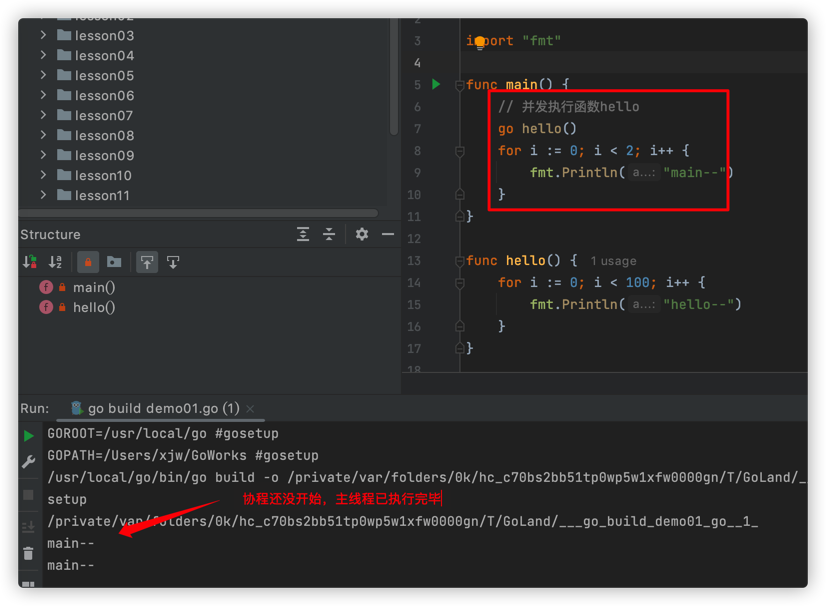 lesson03
lesson04
lesson05
lesson06
lesson07
lesson08
lesson09
lesson10
lesson11
Structure
main()
hello()
2
3 import "fmt"
4
5 func main() {
6 // 并发执行函数hello
7 go hello()
8 for i := 0; i < 2; i++ {
9 fmt.Println( a...: "main--")
10 }
11 }
12
13 func hello() { 1 usage
14 for i := 0; i < 100; i++ {
15 fmt.Println( a...: "hello--")
16 }
17 }
18
Run: go build demo01.go (1)
GOROOT=/usr/local/go #gosetup
GOPATH=/Users/xjw/GoWorks #gosetup
/usr/local/go/bin/go build -o /private/var/folders/0k/hc_c70bs2bb51tp0wp5w1xfw0000gn/T/GoLand/_
setup
协程还没开始，主线程已执行完毕
/private/var/folders/0k/hc_c70bs2bb51tp0wp5w1xfw0000gn/T/GoLand/___go_build_demo01_go__1_
main--
main--